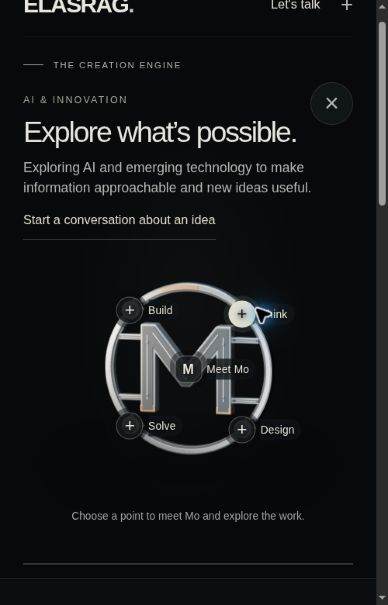 ELASRAG.
Let's talk
THE CREATION ENGINE
AI & INNOVATION
Explore what's possible.
Exploring AI and emerging technology to make
information approachable and new ideas useful.
Start a conversation about an idea
Build
M
Meet Mo
Solve
Design
Choose a point to meet Mo and explore the work.